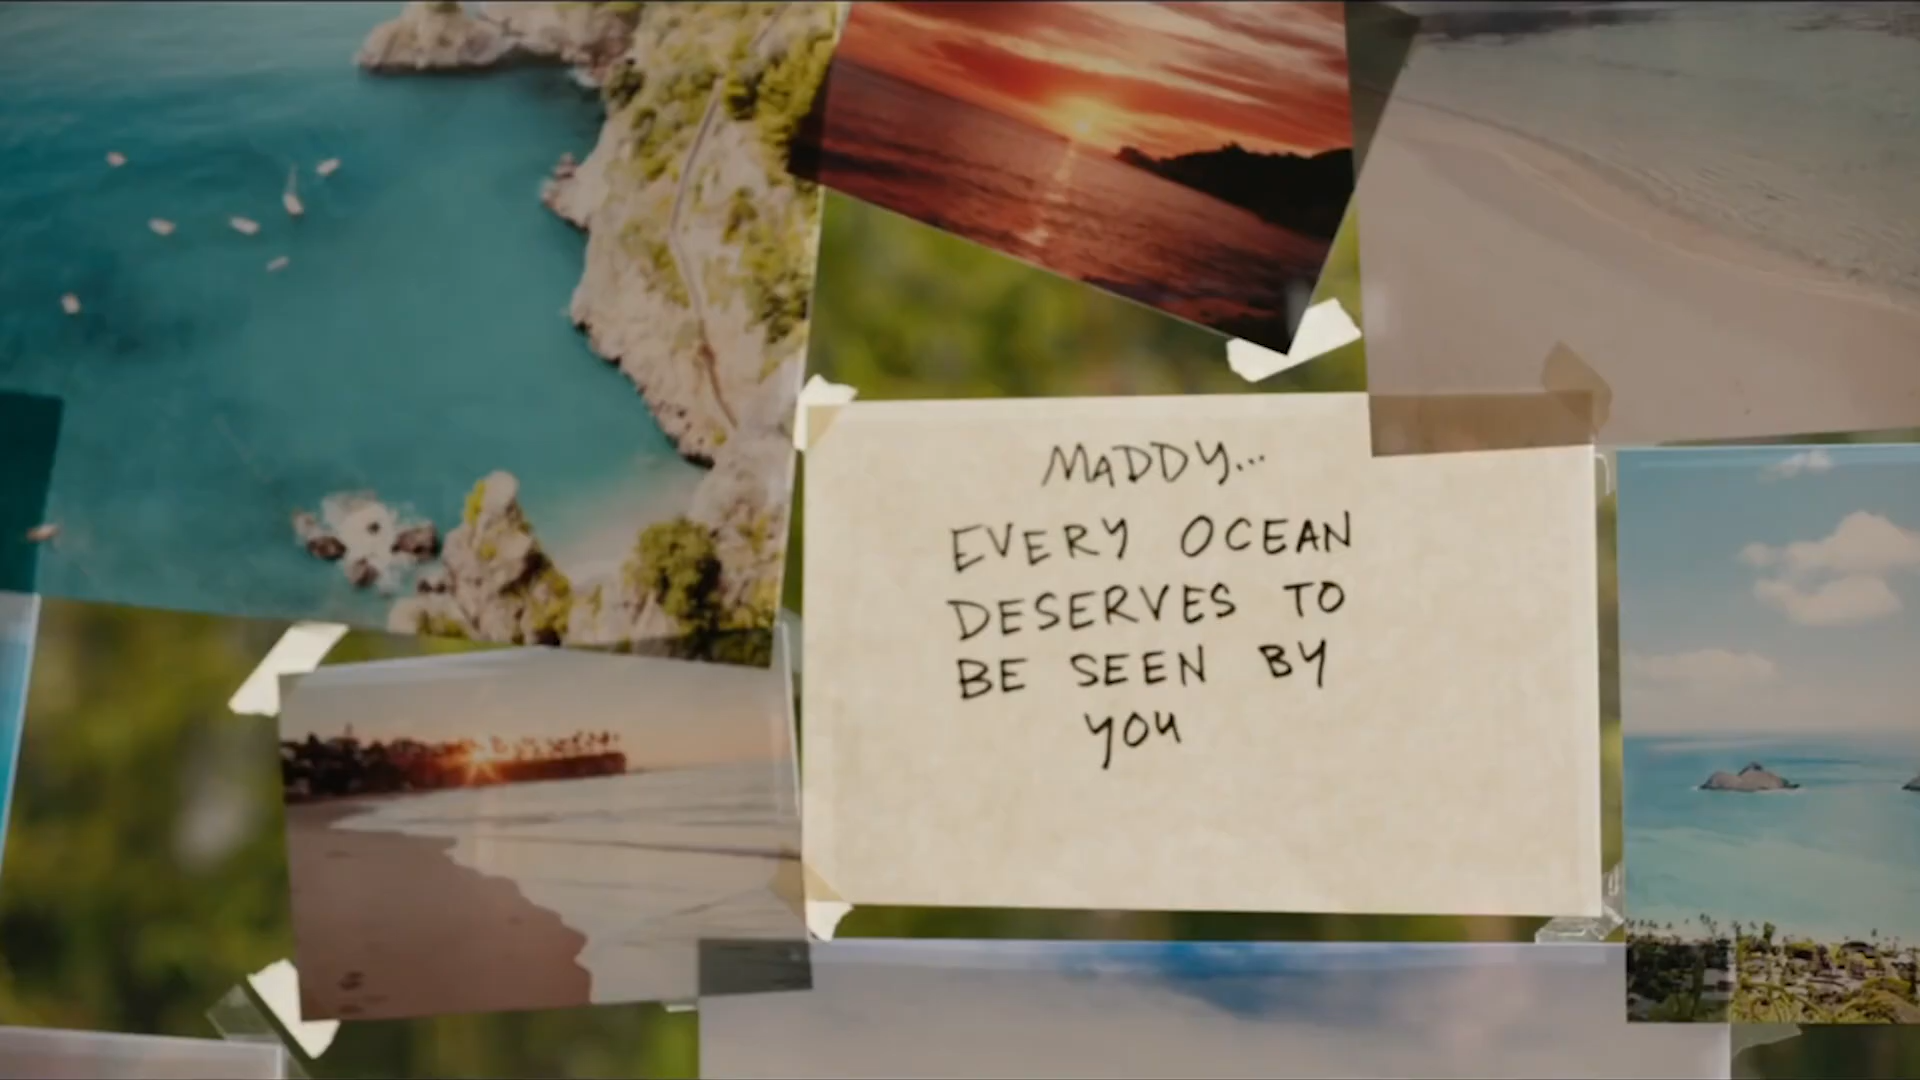 MADDY...
EVERY OCEAN
DESERVES TO
BE SEEN BY
YOU